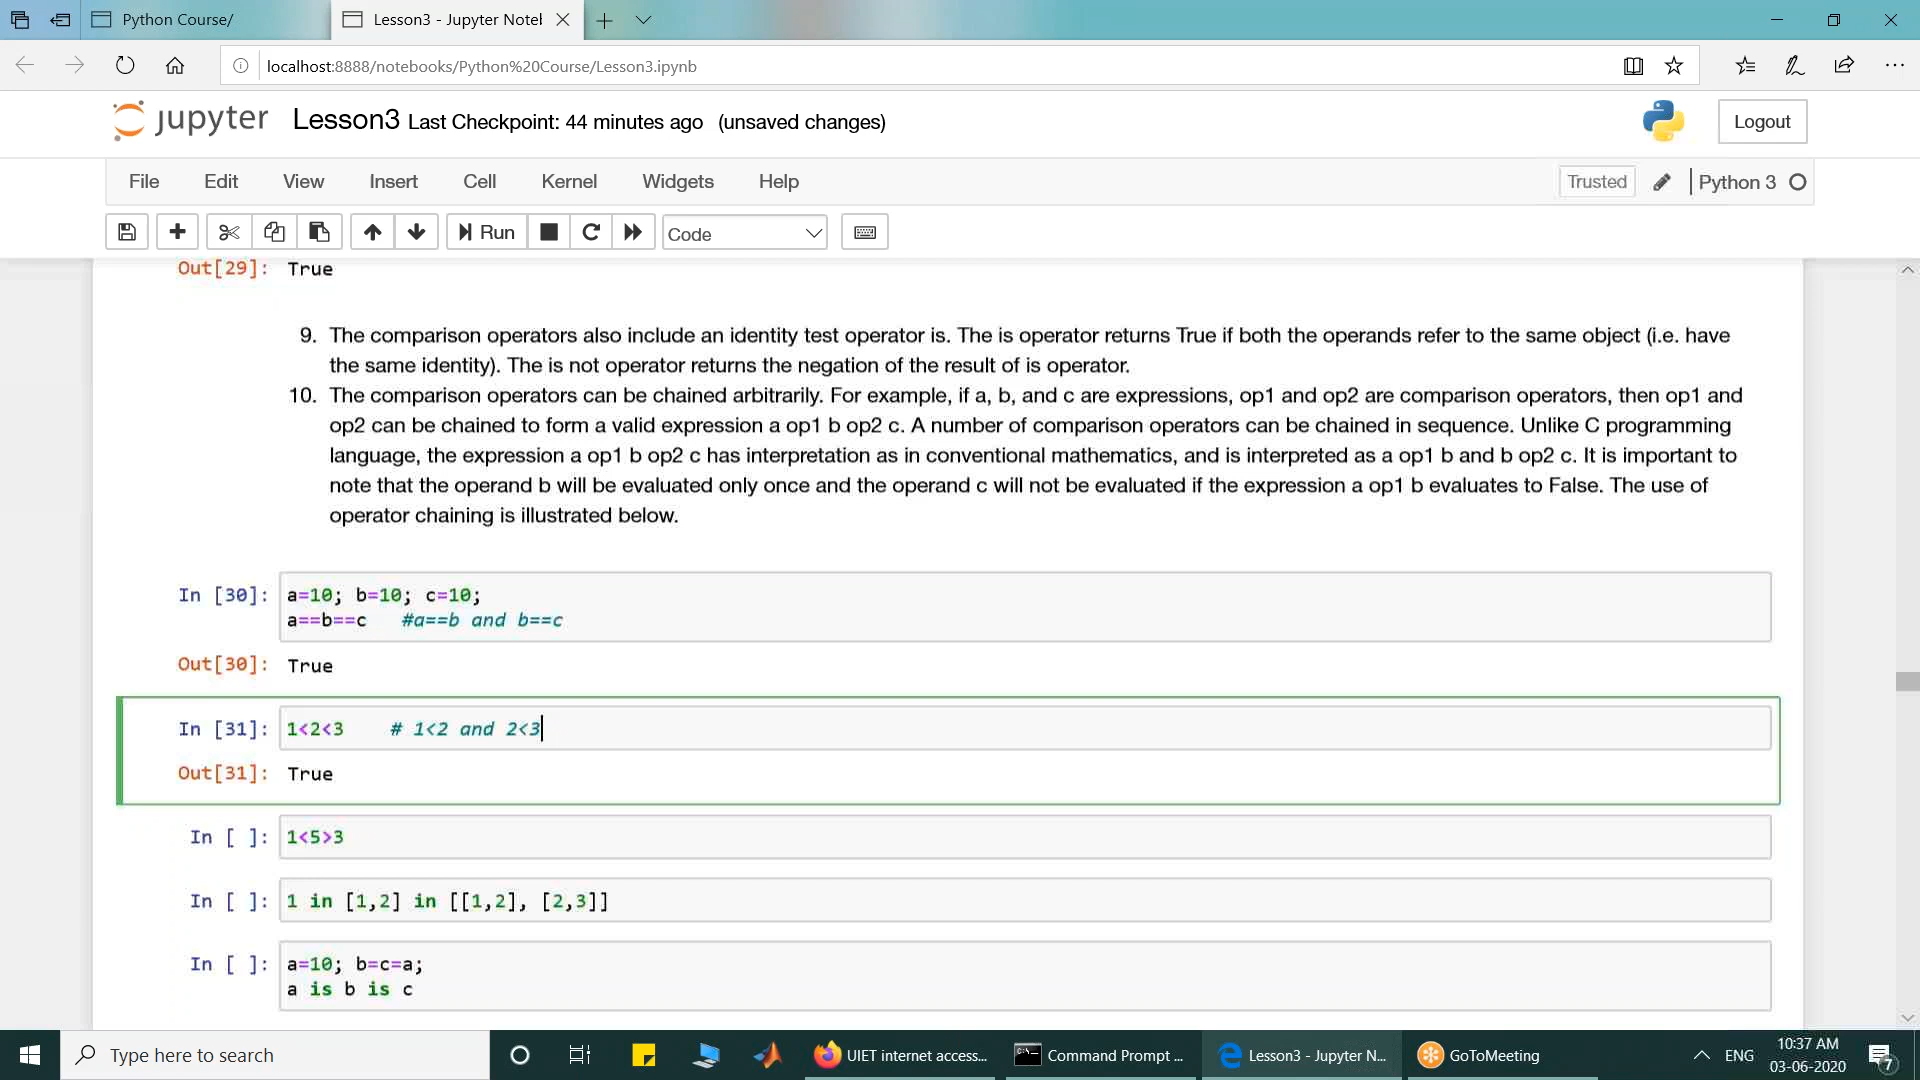 Python Course/
Lesson3 - Jupyter Notel
localhost:8888/notebooks/Python%20Course/Lesson3.ipynb
jupyter Lesson3 Last Checkpoint: 44 minutes ago (unsaved changes)
Logout
File Edit View Insert Cell Kernel Widgets Help
Trusted Python 3
Run Code
Out[29]: True
9. The comparison operators also include an identity test operator is. The is operator returns True if both the operands refer to the same object (i.e. have
the same identity). The is not operator returns the negation of the result of is operator.
10. The comparison operators can be chained arbitrarily. For example, if a, b, and c are expressions, op1 and op2 are comparison operators, then op1 and
op2 can be chained to form a valid expression a op1 b op2 c. A number of comparison operators can be chained in sequence. Unlike C programming
language, the expression a op1 b op2 c has interpretation as in conventional mathematics, and is interpreted as a op1 b and b op2 c. It is important to
note that the operand b will be evaluated only once and the operand c will not be evaluated if the expression a op1 b evaluates to False. The use of
operator chaining is illustrated below.
In [30]: a=10; b=10; c=10;
a==b==c #a==b and b==c
Out[30]: True
In [31]: 1<2<3 # 1<2 and 2<3
Out[31]: True
In [ ]: 1<5>3
In [ ]: 1 in [1,2] in [[1,2], [2,3]]
In [ ]: a=10; b=c=a;
a is b is c
Type here to search
UIET internet access...
Command Prompt ...
Lesson3 - Jupyter N...
GoToMeeting
ENG
10:37 AM
03-06-2020
7